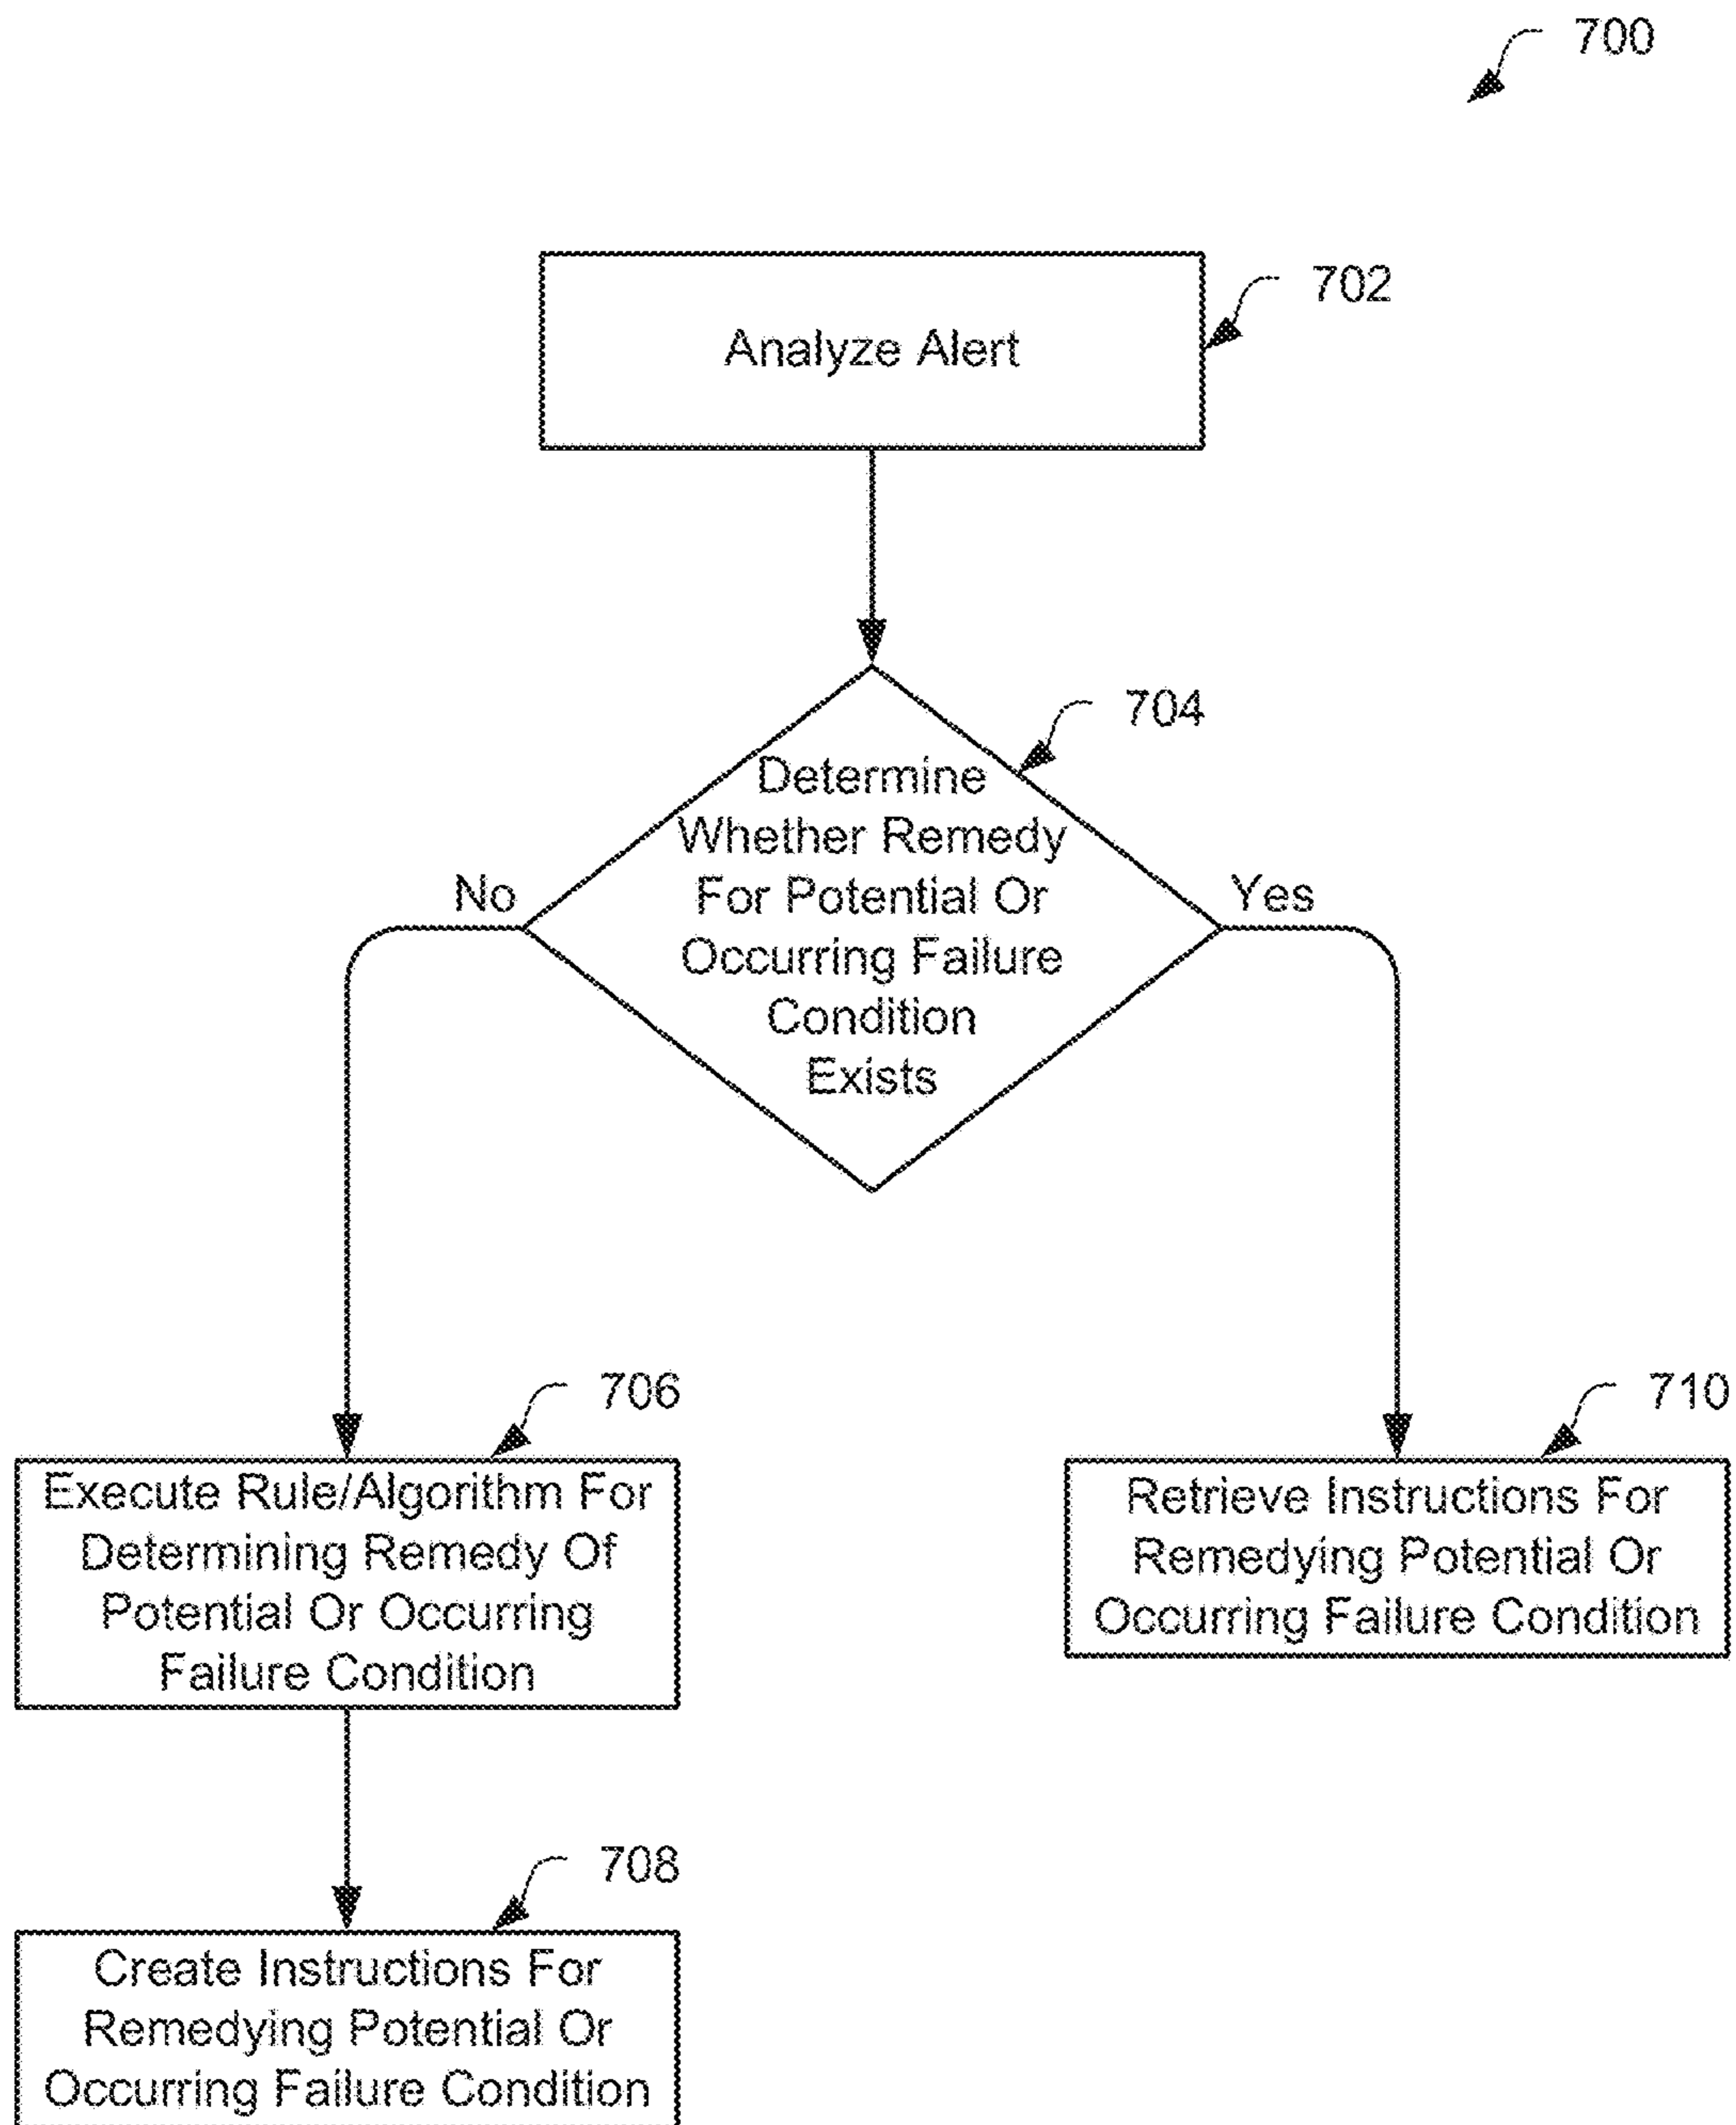 700
Analyze Alert
702
704
Determine
Whether Remedy
For Potential Or
Occurring Failure
Condition
Exists
No
Yes
706
Execute Rule/Algorithm For
Determining Remedy Of
Potential Or Occurring
Failure Condition
710
Retrieve Instructions For
Remedying Potential Or
Occurring Failure Condition
708
Create Instructions For
Remedying Potential Or
Occurring Failure Condition